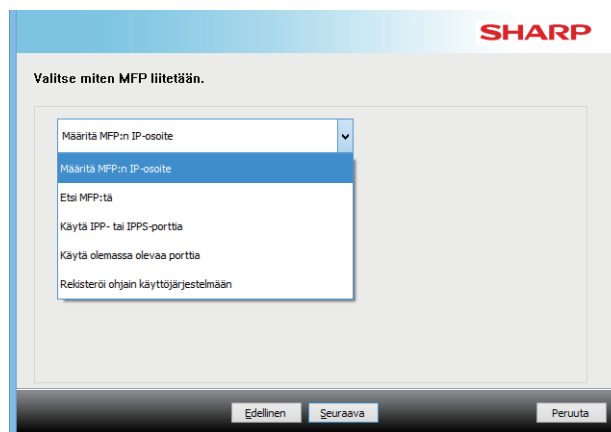 SHARP
Valitse miten MFP liitetään.
Määritä MFP:n IP-osoite
Määritä MFP:n IP-osoite
Etsi MFP:tä
Käytä IPP- tai IPPS-porttia
Käytä olemassa olevaa porttia
Rekisteröi ohjain käyttöjärjestelmään
Edellinen Seuraava Peruuta